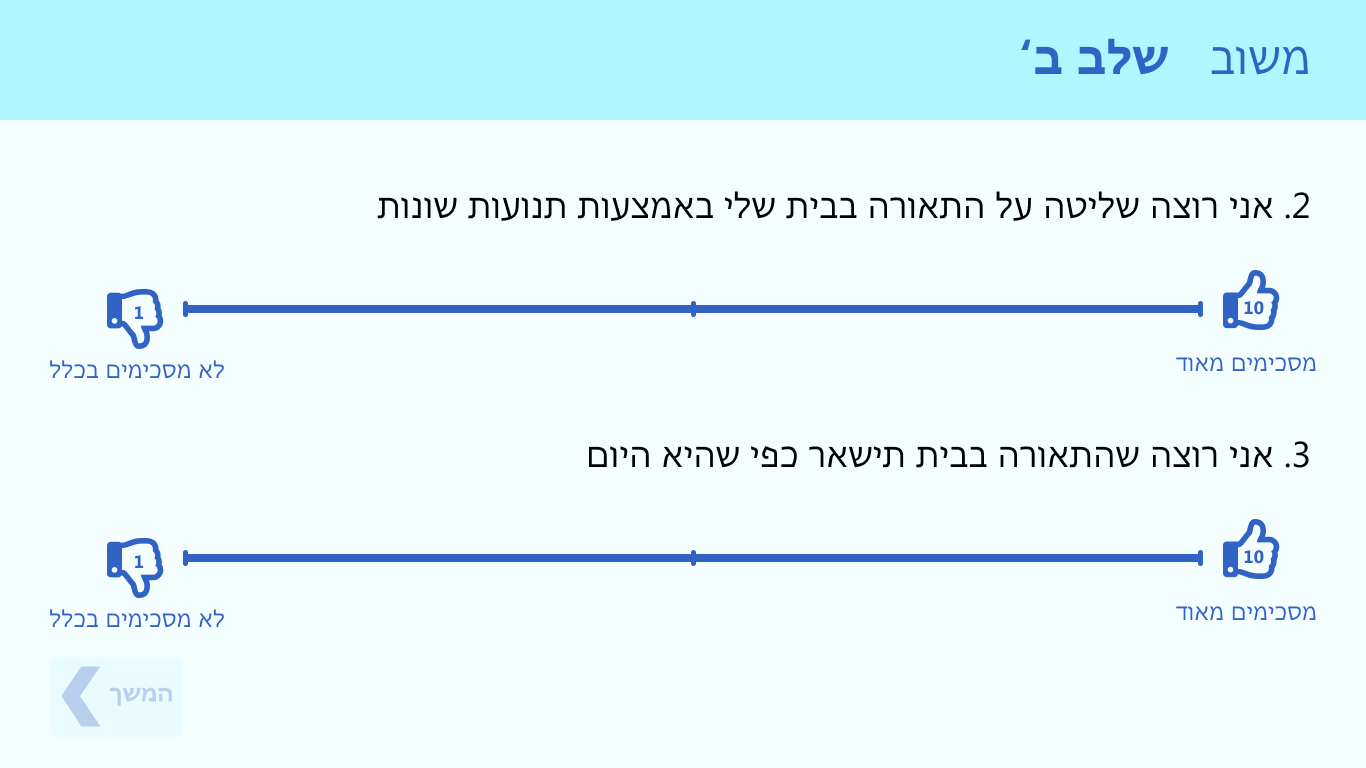 משוב שלב ב‘
2. אני רוצה שליטה על התאורה בבית שלי באמצעות תנועות שונות
10
1
מסכימים מאוד
לא מסכימים בכלל
3. אני רוצה שהתאורה בבית תישאר כפי שהיא היום
10
1
מסכימים מאוד
לא מסכימים בכלל
המשך